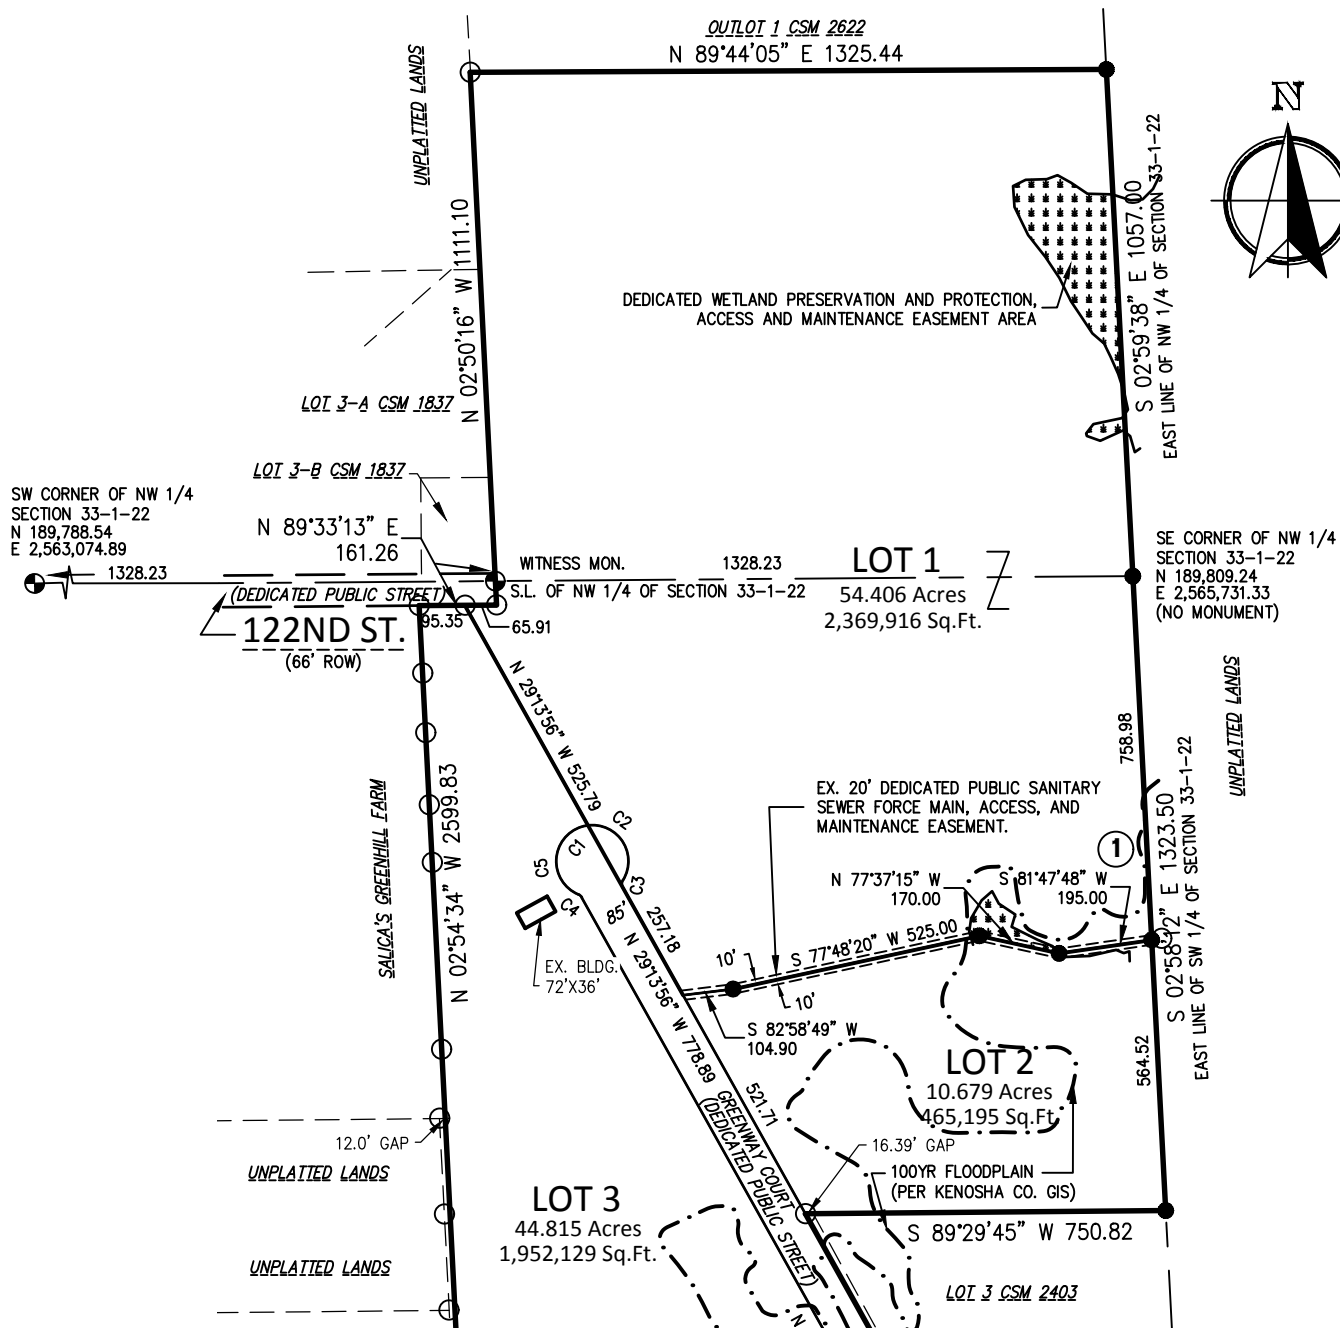 OUTLOT 1 CSM 2622
N 89°44'05" E 1325.44
N
UNPLATTED LANDS
N 02°50'16" W 1111.10
S 02°59'38" E 1057.00
EAST LINE OF NW 1/4 OF SECTION 33-1-22
DEDICATED WETLAND PRESERVATION AND PROTECTION,
ACCESS AND MAINTENANCE EASEMENT AREA
LOT 3-A CSM 1837
LOT 3-B CSM 1837
SW CORNER OF NW 1/4
SECTION 33-1-22
N 189,788.54
E 2,563,074.89
N 89°33'13" E
161.26
1328.23
WITNESS MON.
1328.23
S.L. OF NW 1/4 OF SECTION 33-1-22
LOT 1
54.406 Acres
2,369,916 Sq.Ft.
SE CORNER OF NW 1/4
SECTION 33-1-22
N 189,809.24
E 2,565,731.33
(NO MONUMENT)
(DEDICATED PUBLIC STREET)
122ND ST.
(66' ROW)
95.35
65.91
N 29°13'56" W 525.79
UNPLATTED LANDS
758.98
SALICA'S GREENHILL FARM
N 02°54'34" W 2599.83
EX. 20' DEDICATED PUBLIC SANITARY
SEWER FORCE MAIN, ACCESS, AND
MAINTENANCE EASEMENT.
S 02°58'12" E 1323.50
EAST LINE OF SW 1/4 OF SECTION 33-1-22
1
C1
C2
C3
C4
C5
85'
257.18
N 77°37'15" W
170.00
S 81°47'48" W
195.00
S 77°48'20" W 525.00
10'
10'
EX. BLDG.
72'X36'
S 82°58'49" W
104.90
N 29°13'56" W 778.89
521.71
GREENWAY COURT
(DEDICATED PUBLIC STREET)
LOT 2
10.679 Acres
465,195 Sq.Ft.
564.52
12.0' GAP
16.39' GAP
100YR FLOODPLAIN
(PER KENOSHA CO. GIS)
UNPLATTED LANDS
LOT 3
44.815 Acres
1,952,129 Sq.Ft.
S 89°29'45" W 750.82
UNPLATTED LANDS
LOT 3 CSM 2403
N